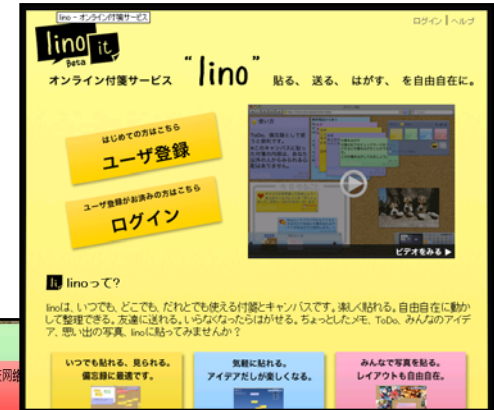 lino - オンライン付箋サービス
ログイン | ヘルプ
lino it
Beta
オンライン付箋サービス "lino" 貼る、 送る、 はがす、 を自由自在に。
はじめての方はこちら
ユーザ登録
ユーザ登録がお済みの方はこちら
ログイン
使い方
ビデオをみる ▶
linoって?
linoは、いつでも、どこでも、だれとでも使える付箋とキャンバスです。楽しく貼れる。自由自在に動か
して整理できる。友達に送れる。いらなくなったらはがせる。ちょっとしたメモ、ToDo、みんなのアイデ
ア、思い出の写真、linoに貼ってみませんか?
いつでも貼れる、見られる。
備忘録に最適です。
気軽に貼れる。
アイデアだしが楽しくなる。
みんなで写真を貼る。
レイアウトも自由自在。